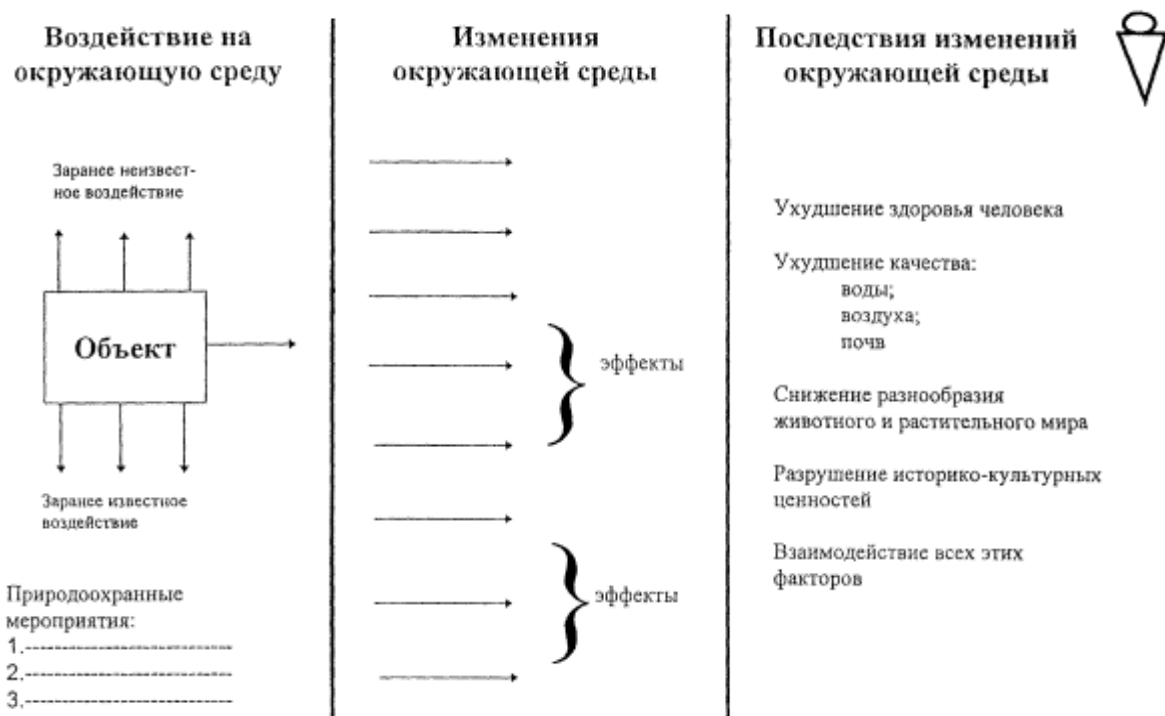 Воздействие на
окружающую среду
Заранее неизвест-
ное воздействие
Объект
Заранее известное
воздействие
Природоохранные
мероприятия:
1.
2.
3.
Изменения
окружающей среды
эффекты
эффекты
Последствия изменений
окружающей среды
Ухудшение здоровья человека
Ухудшение качества:
воды;
воздуха;
почв
Снижение разнообразия
животного и растительного мира
Разрушение историко-культурных
ценностей
Взаимодействие всех этих
факторов